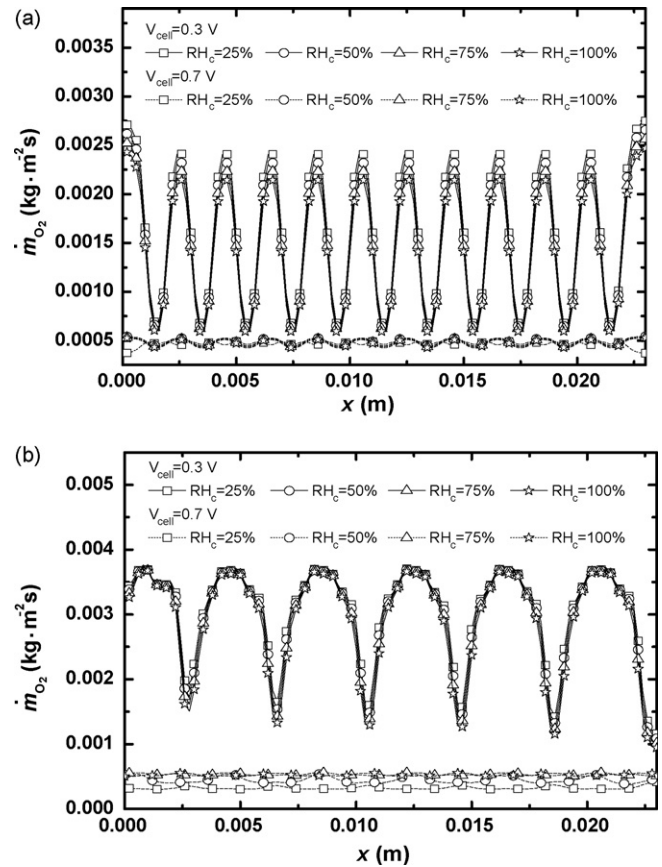 (a)
V_cell=0.3 V
RH_c=25% RH_c=50% RH_c=75% RH_c=100%
V_cell=0.7 V
RH_c=25% RH_c=50% RH_c=75% RH_c=100%
0.0035
0.0030
0.0025
0.0020
0.0015
0.0010
0.0005
ṁ_O₂ (kg·m⁻²s)
0.000 0.005 0.010 0.015 0.020
x (m)
(b)
V_cell=0.3 V
RH_c=25% RH_c=50% RH_c=75% RH_c=100%
V_cell=0.7 V
RH_c=25% RH_c=50% RH_c=75% RH_c=100%
0.005
0.004
0.003
0.002
0.001
0.000
ṁ_O₂ (kg·m⁻²s)
0.000 0.005 0.010 0.015 0.020
x (m)